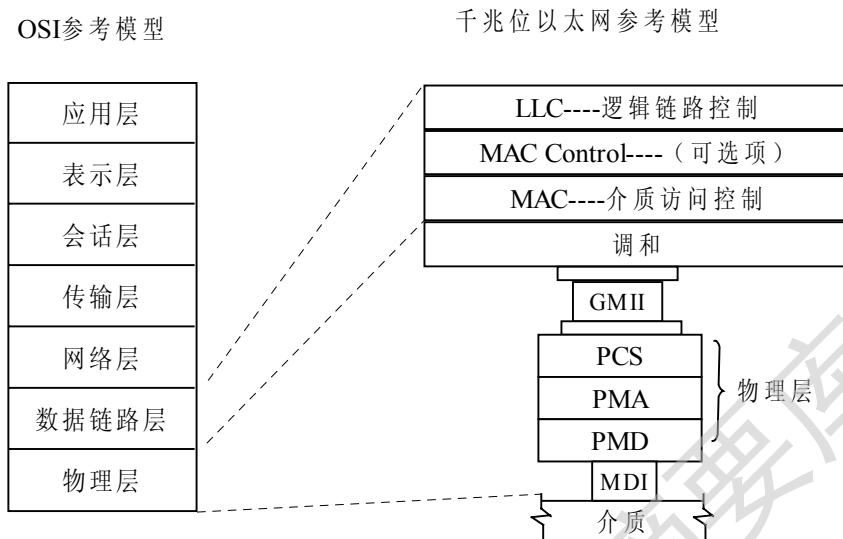 OSI参考模型
千兆位以太网参考模型
应用层
表示层
会话层
传输层
网络层
数据链路层
物理层
LLC----逻辑链路控制
MAC Control----（可选项）
MAC----介质访问控制
调和
GMII
PCS
PMA
PMD
物理层
MDI
介质